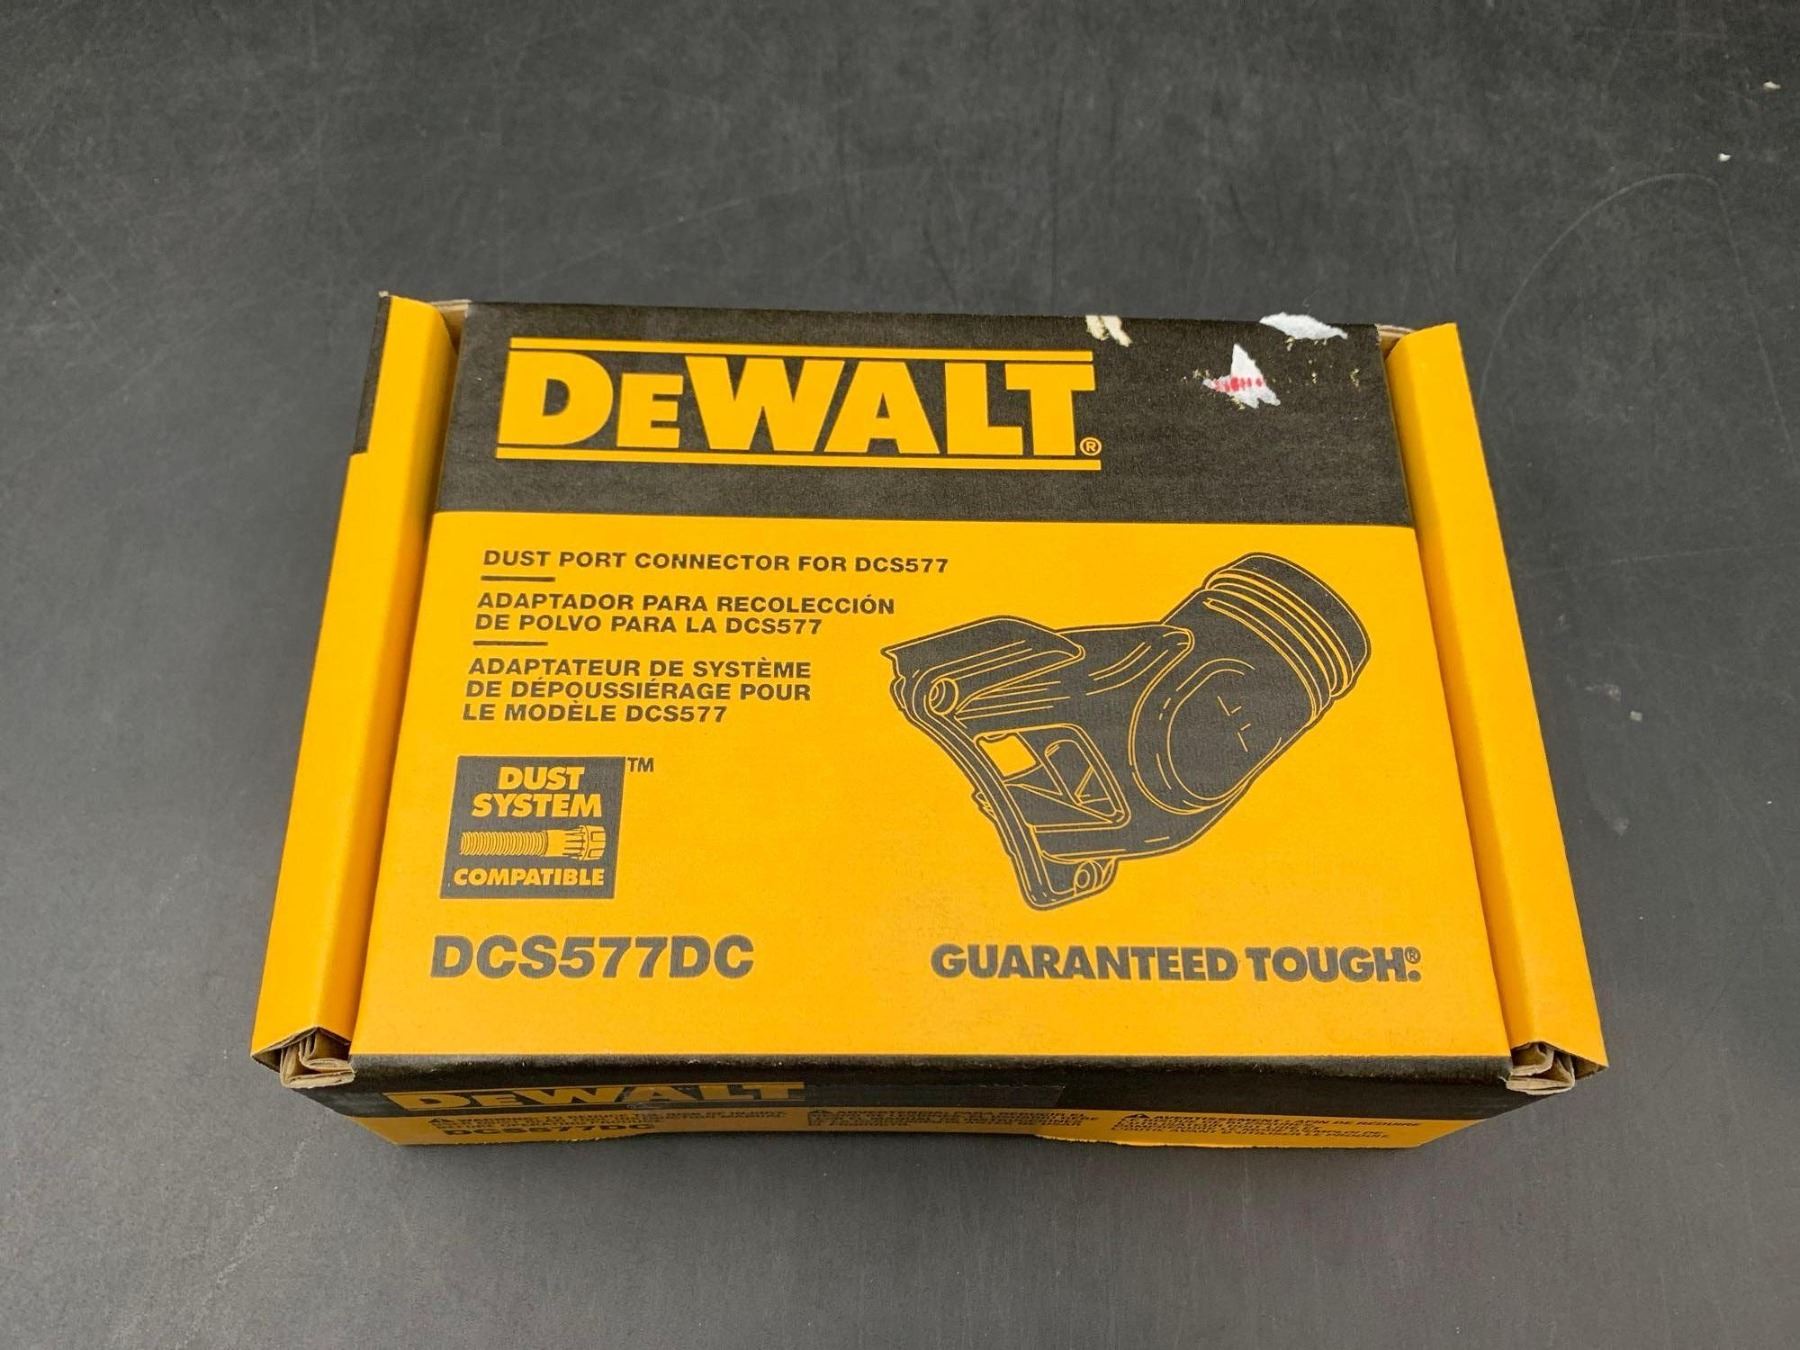 DEWALT®
DUST PORT CONNECTOR FOR DCS577
ADAPTADOR PARA RECOLECCIÓN
DE POLVO PARA LA DCS577
ADAPTATEUR DE SYSTÈME
DE DÉPOUSSIÉRAGE POUR
LE MODÈLE DCS577
DUST
SYSTEM
COMPATIBLE
TM
DCS577DC
GUARANTEED TOUGH.®
DEWALT
DCS577DC